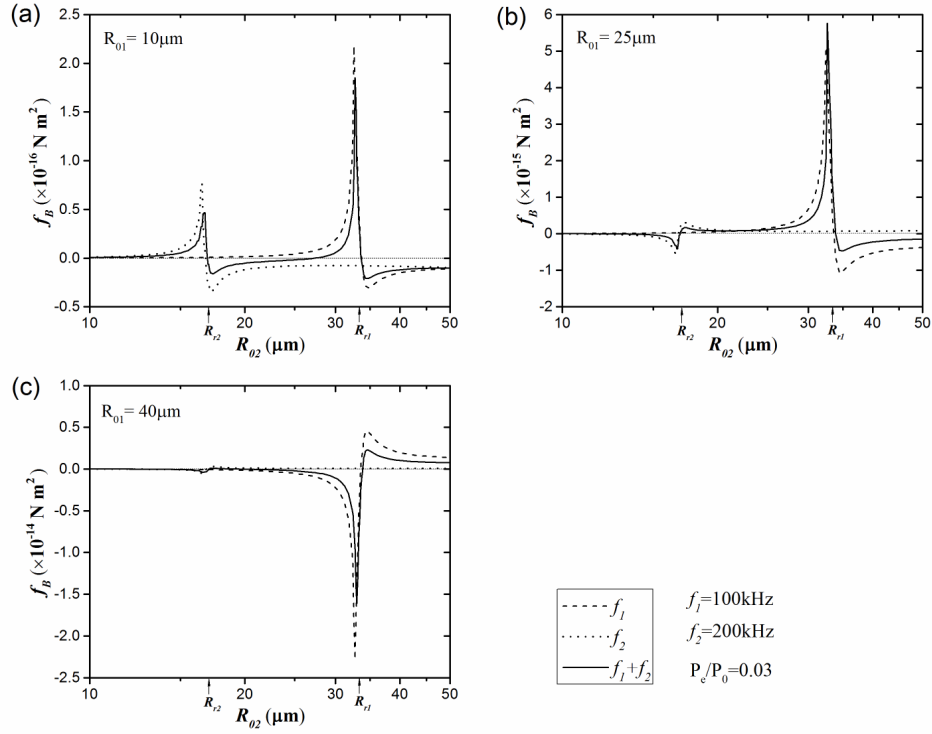 (a)
R01= 10μm
2.5
2.0
1.5
1.0
0.5
0.0
-0.5
fB (×10-16 N m2)
10 20 30 40 50
Rr2 Rr1
R02 (μm)
(b)
R01= 25μm
6
5
4
3
2
1
0
-1
-2
fB (×10-15 N m2)
10 20 30 40 50
Rr2 Rr1
R02 (μm)
(c)
R01= 40μm
1.0
0.5
0.0
-0.5
-1.0
-1.5
-2.0
-2.5
fB (×10-14 N m2)
10 20 30 40 50
Rr2 Rr1
R02 (μm)
f1 f1=100kHz
f2 f2=200kHz
f1+f2 Pe/P0=0.03